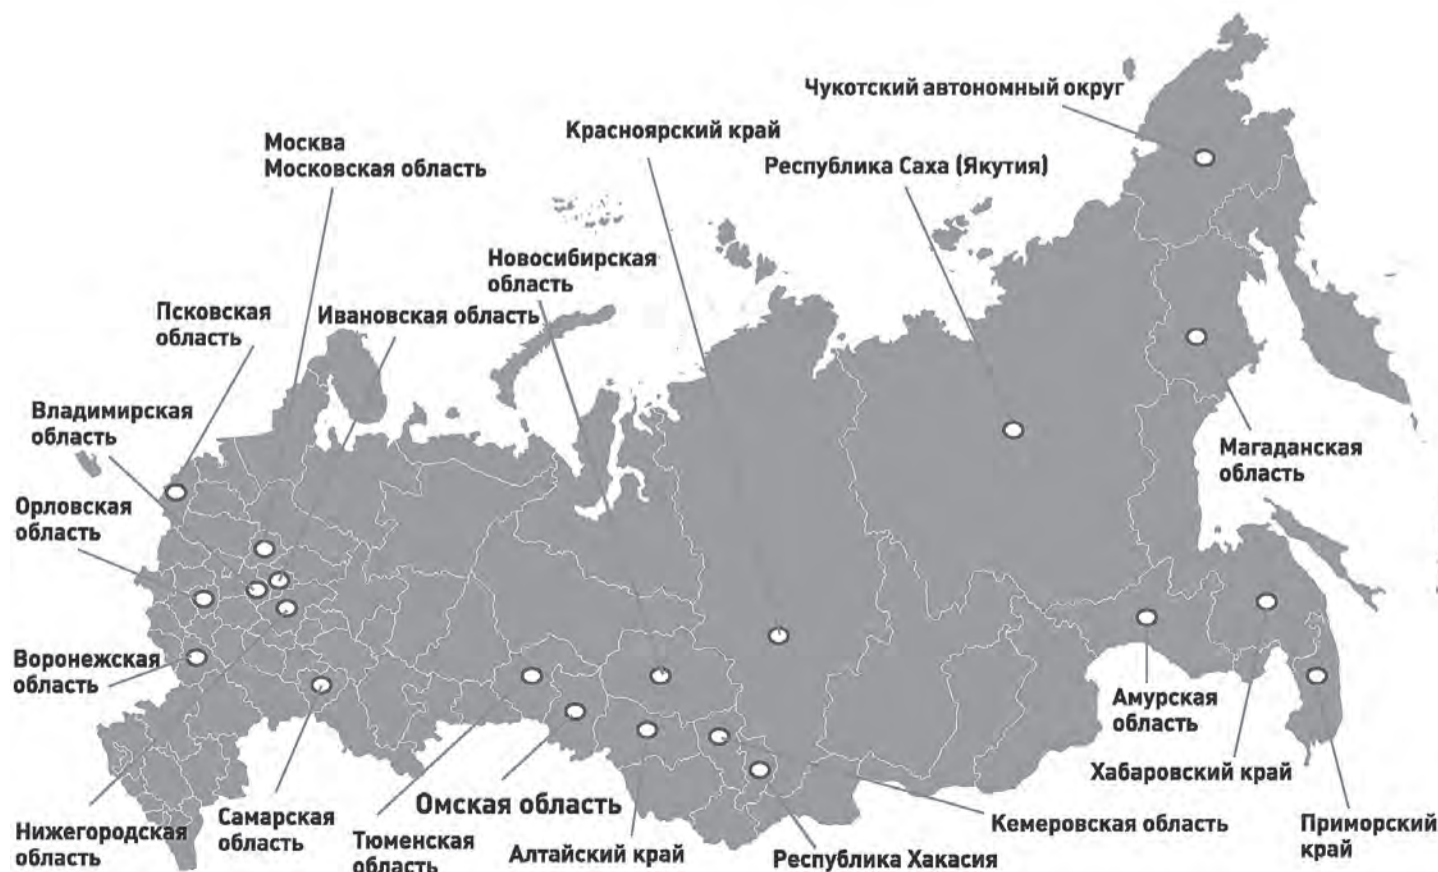 Чукотский автономный округ
Красноярский край
Москва
Московская область
Республика Саха (Якутия)
Новосибирская
область
Псковская
область
Ивановская область
Владимирская
область
Магаданская
область
Орловская
область
Воронежская
область
Амурская
область
Хабаровский край
Омская область
Самарская
область
Кемеровская область
Приморский
край
Нижегородская
область
Тюменская
область
Алтайский край
Республика Хакасия